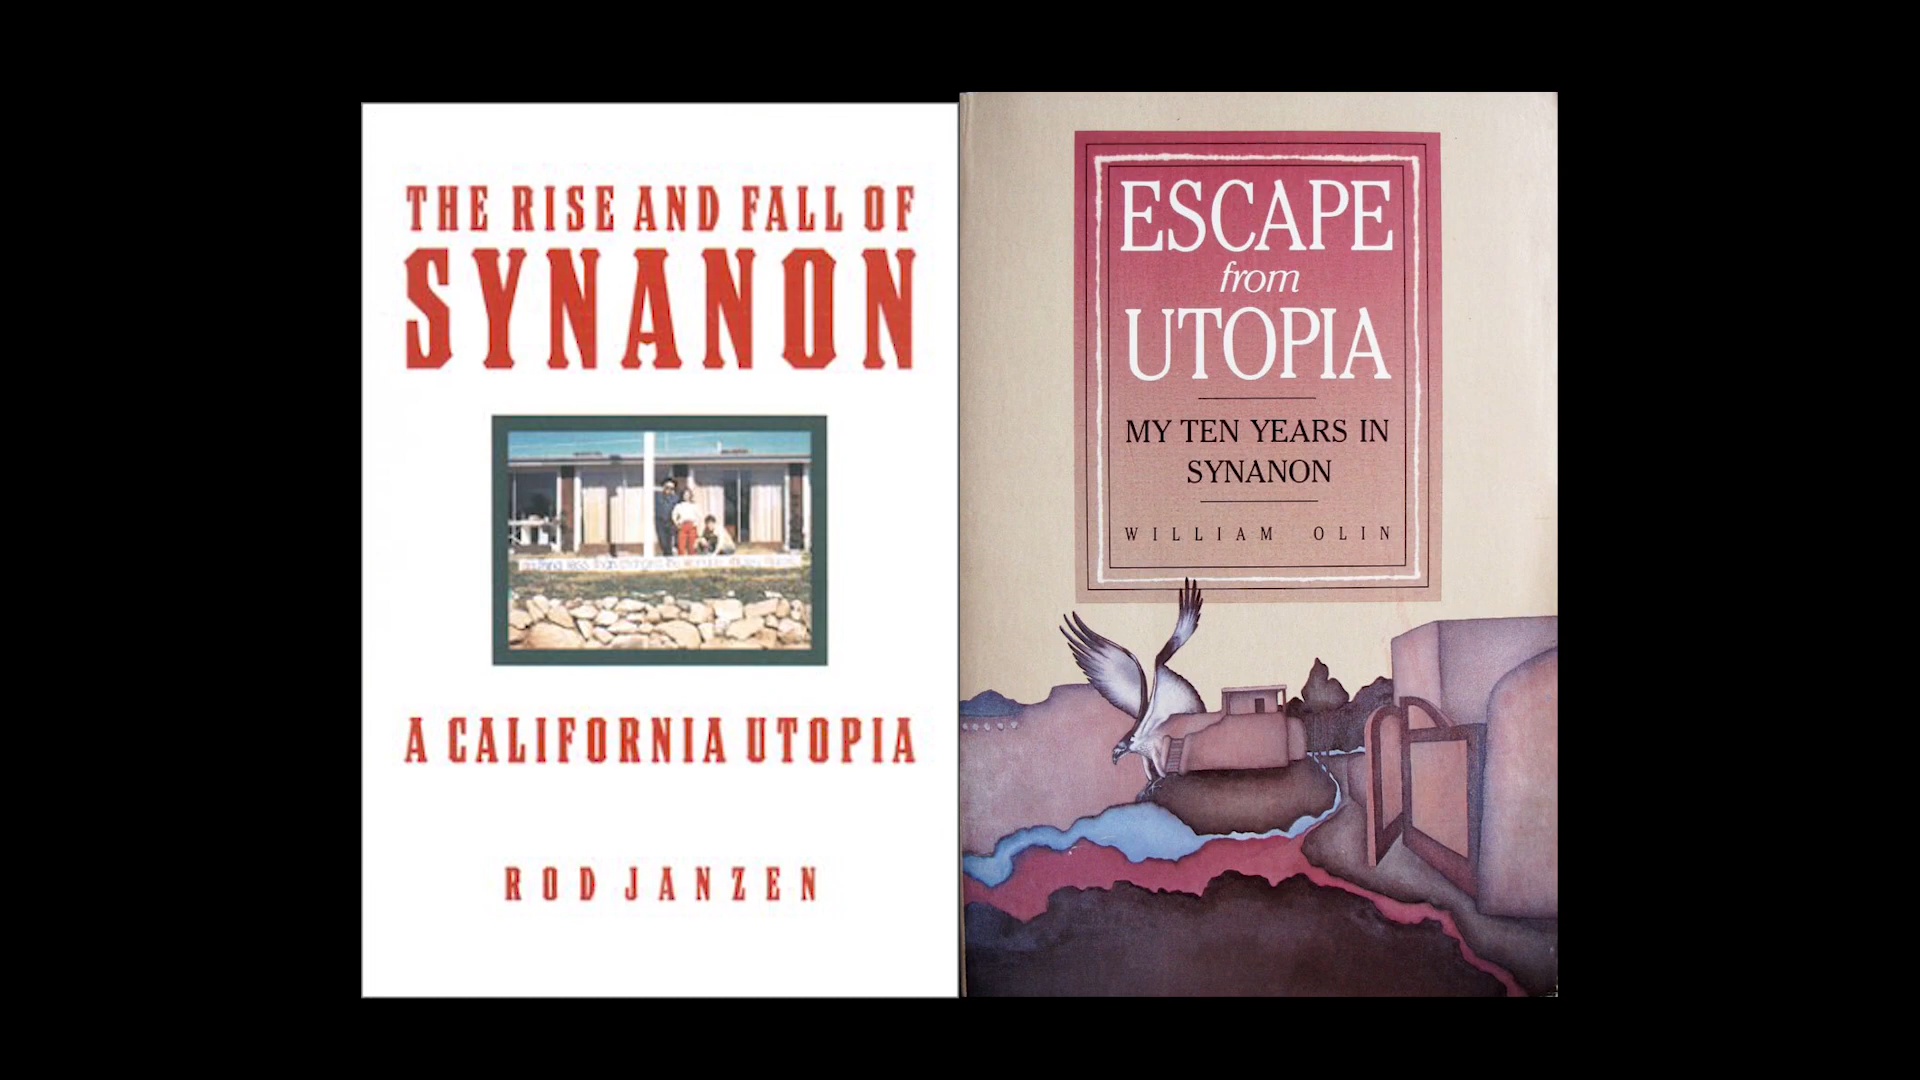 THE RISE AND FALL OF
SYNANON
A CALIFORNIA UTOPIA
ROD JANZEN
ESCAPE
from
UTOPIA
MY TEN YEARS IN
SYNANON
WILLIAM OLIN